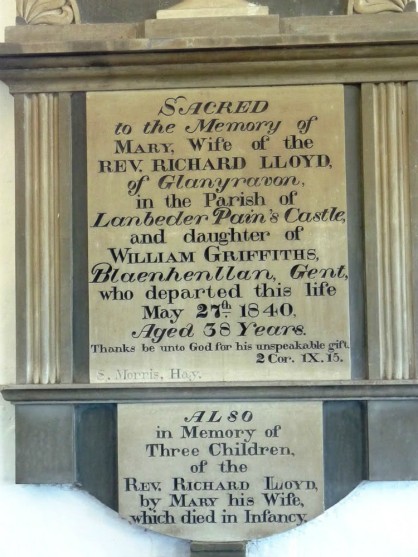 SACRED
to the Memory of
MARY, Wife of the
REV. RICHARD LLOYD,
of Glanyravon,
in the Parish of
Lanbeder Pain's Castle,
and daughter of
WILLIAM GRIFFITHS,
Blaenhenllan, Gent,
who departed this life
May 27th 1840,
Aged 38 Years.
Thanks be unto God for his unspeakable gift.
2 Cor. IX. 15.
S. Morris, Hay.
ALSO
in Memory of
Three Children,
of the
REV. RICHARD LLOYD,
by MARY his Wife,
which died in Infancy.